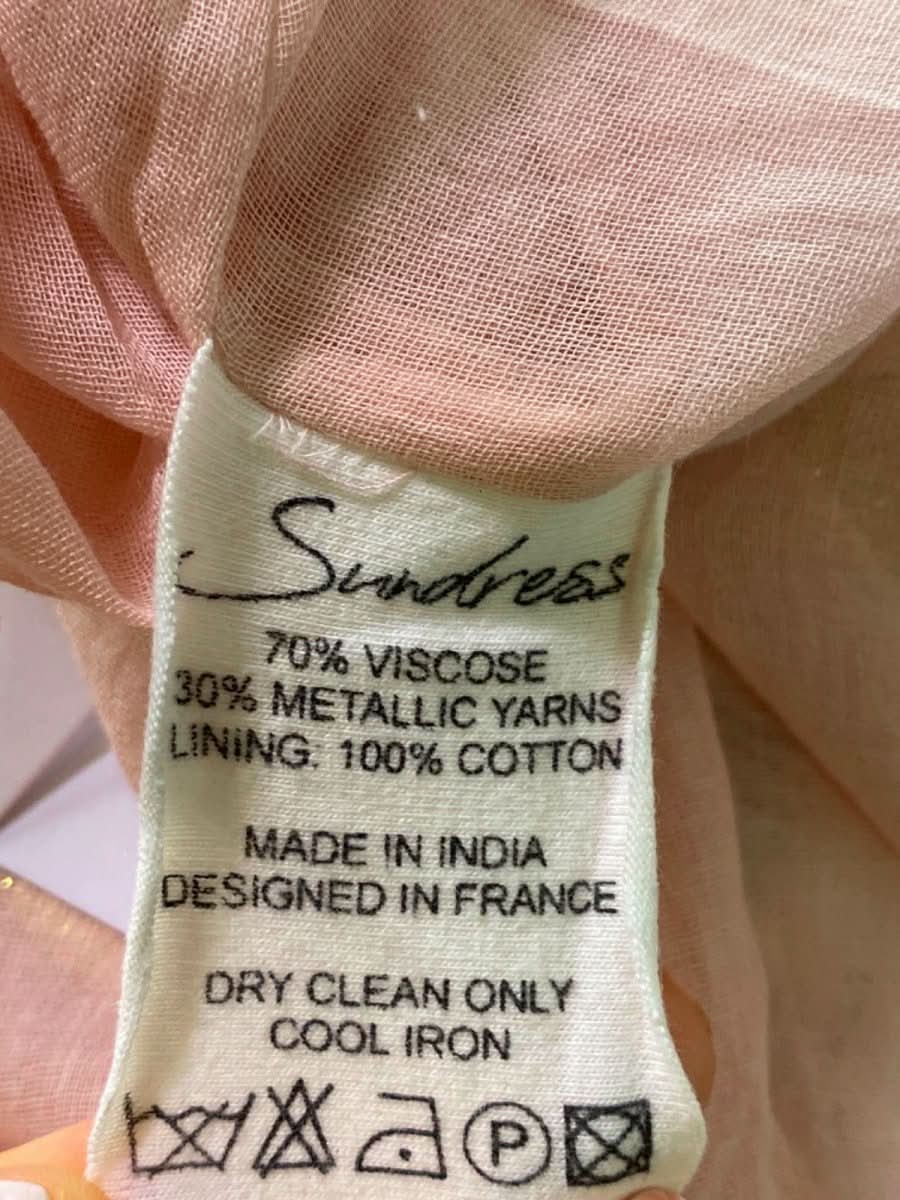 Sundress
70% VISCOSE
30% METALLIC YARNS
LINING: 100% COTTON
MADE IN INDIA
DESIGNED IN FRANCE
DRY CLEAN ONLY
COOL IRON
P